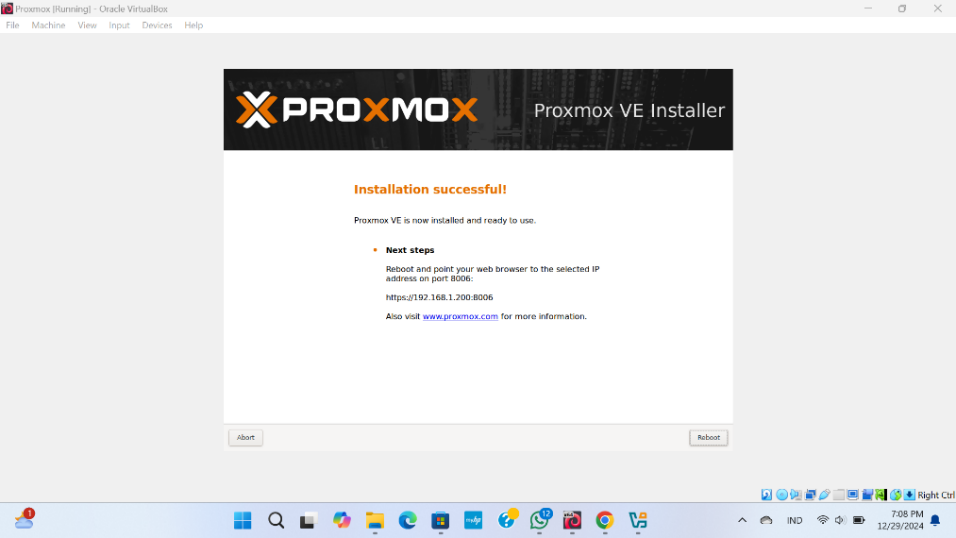 Proxmox [Running] - Oracle VirtualBox
File Machine View Input Devices Help
PROXMOX
Proxmox VE Installer
Installation successful!
Proxmox VE is now installed and ready to use.
Next steps
Reboot and point your web browser to the selected IP
address on port 8006:
https://192.168.1.200:8006
Also visit www.proxmox.com for more information.
Abort
Reboot
Right Ctrl
1
12
IND
7:08 PM
12/29/2024